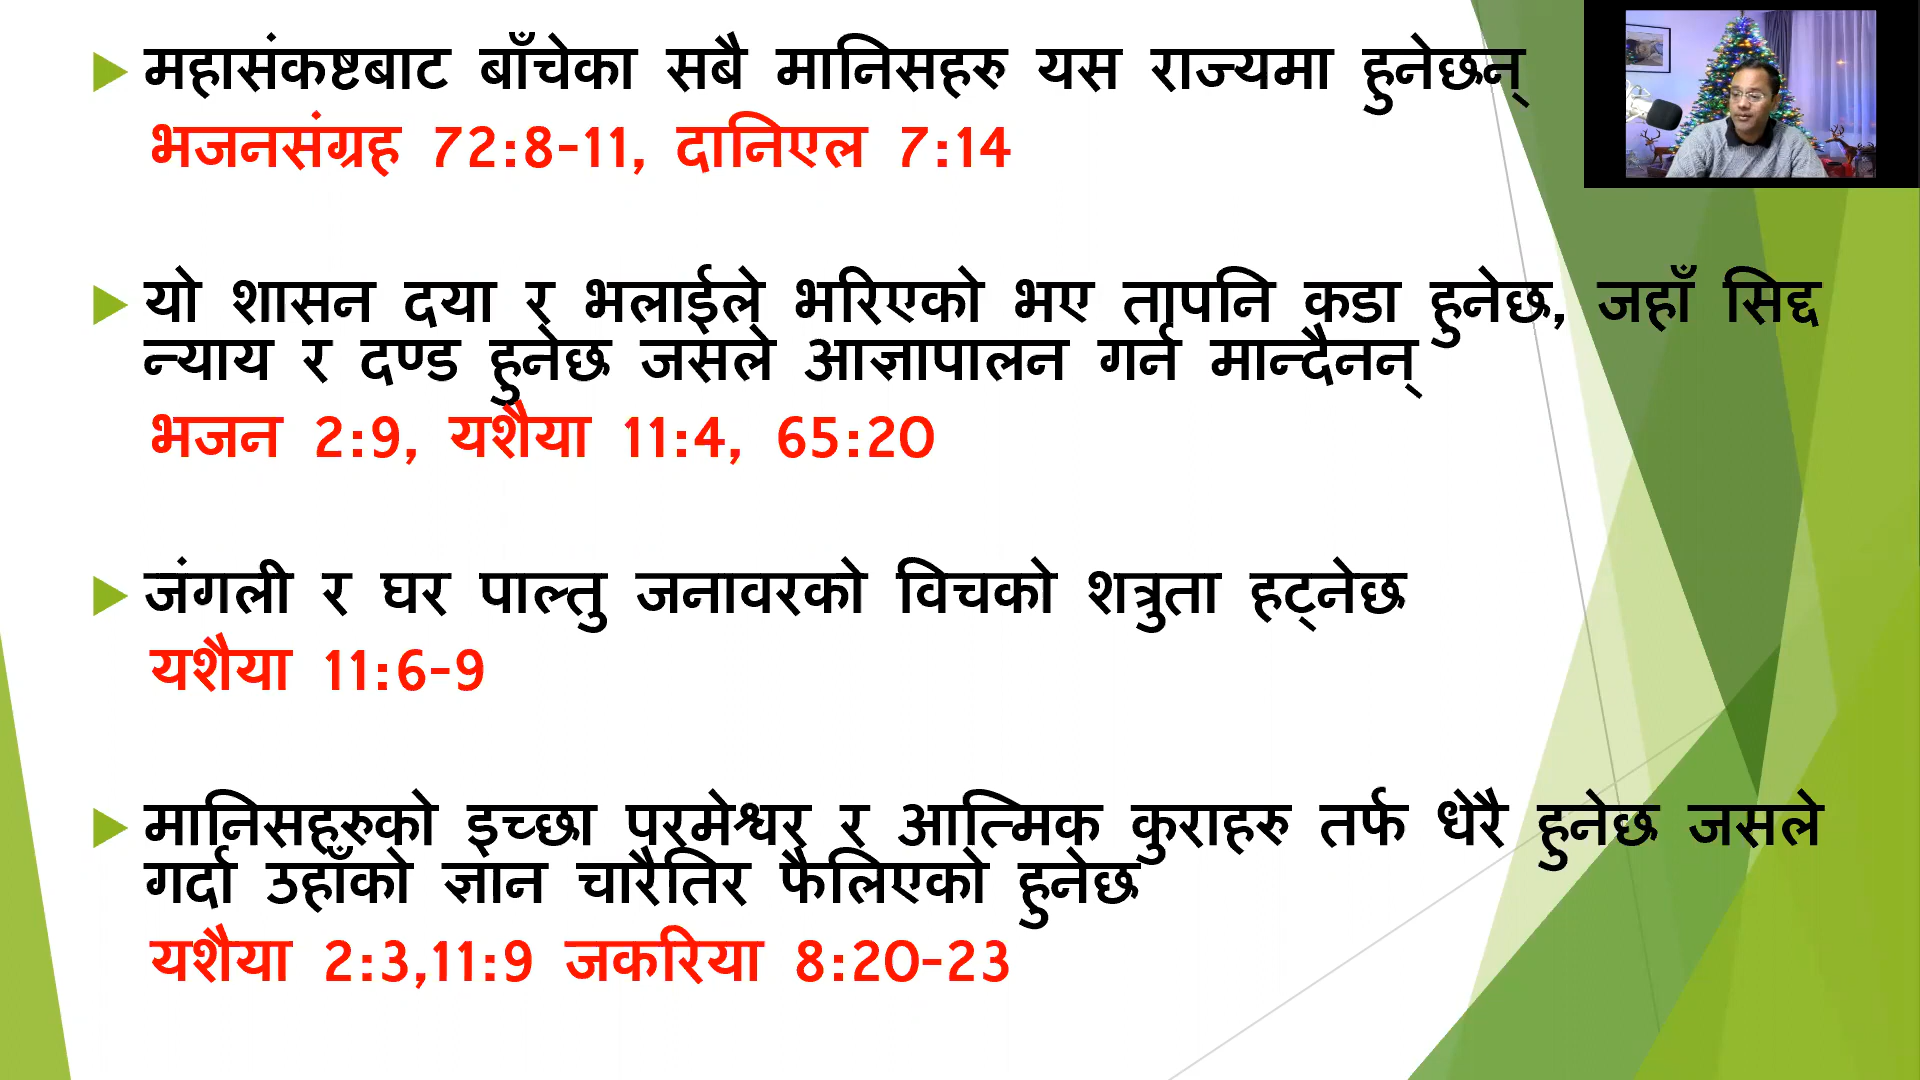 महासंकष्टबाट बाँचेका सबै मानिसहरु यस राज्यमा हुनेछन्
भजनसंग्रह 72:8-11, दानिएल 7:14
यो शासन दया र भलाईले भरिएको भए तापनि कडा हुनेछ, जहाँ सिद्द
न्याय र दण्ड हुनेछ जसले आज्ञापालन गर्न मान्दैनन्
भजन 2:9, यशैया 11:4, 65:20
जंगली र घर पाल्तु जनावरको विचको शत्रुता हट्नेछ
यशैया 11:6-9
मानिसहरुको इच्छा परमेश्वर र आत्मिक कुराहरु तर्फ धेरै हुनेछ जसले
गर्दा उहाँको ज्ञान चारैतिर फैलिएको हुनेछ
यशैया 2:3,11:9 जकरिया 8:20-23